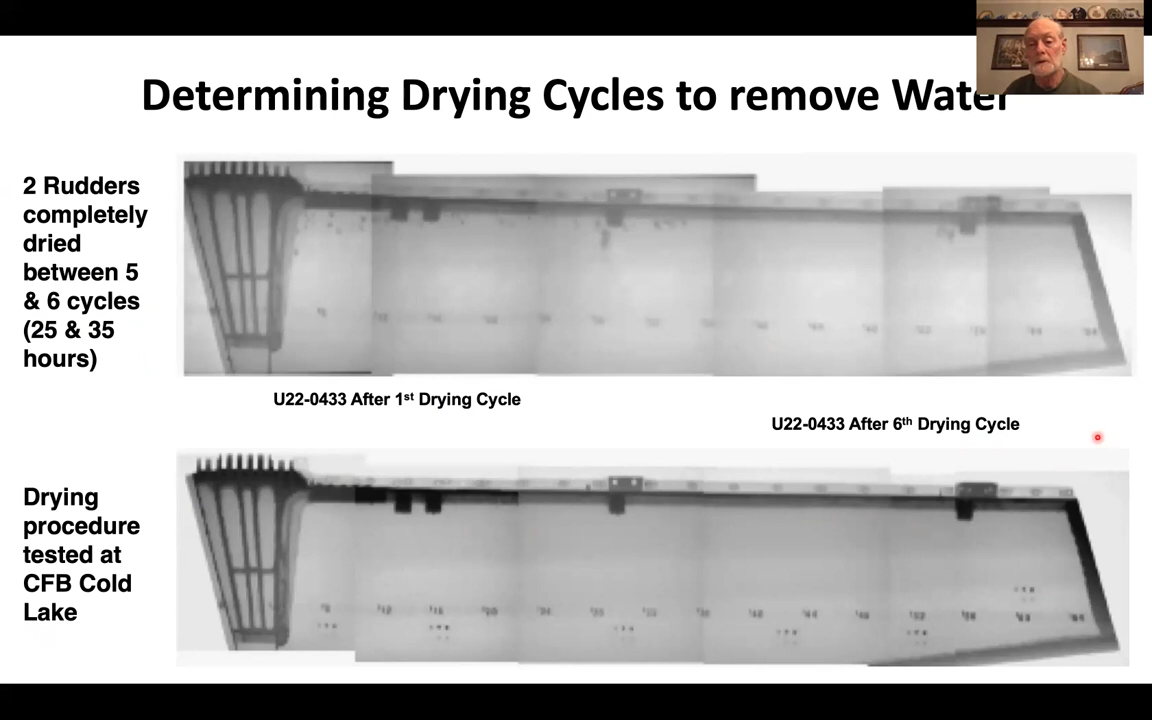 Determining Drying Cycles to remove Water
2 Rudders
completely
dried
between 5
& 6 cycles
(25 & 35
hours)
U22-0433 After 1st Drying Cycle
U22-0433 After 6th Drying Cycle
Drying
procedure
tested at
CFB Cold
Lake